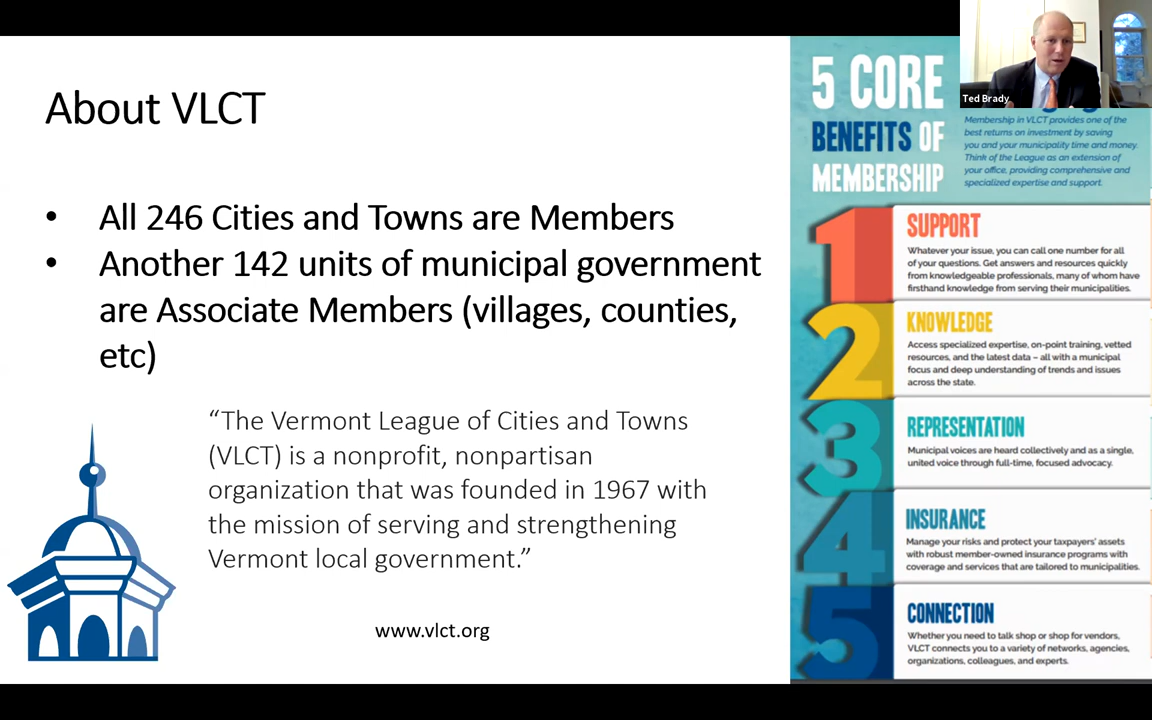 About VLCT
• All 246 Cities and Towns are Members
• Another 142 units of municipal government
are Associate Members (villages, counties,
etc)
“The Vermont League of Cities and Towns
(VLCT) is a nonprofit, nonpartisan
organization that was founded in 1967 with
the mission of serving and strengthening
Vermont local government.”
www.vlct.org
5 CORE
BENEFITS OF
MEMBERSHIP
Ted Brady
Membership in VLCT provides one of the
best returns on investment by saving
you and your municipality time and money.
Think of the League as an extension of
your office, providing comprehensive and
specialized expertise and support.
1
SUPPORT
Whatever your issue, you can call one number for all
of your questions. Get answers and resources quickly
from knowledgeable professionals, many of whom have
firsthand knowledge from serving their municipalities.
2
KNOWLEDGE
Access specialized expertise, on-point training, vetted
resources, and the latest data – all with a municipal
focus and deep understanding of trends and issues
across the state.
3
REPRESENTATION
Municipal voices are heard collectively and as a single,
united voice through full-time, focused advocacy.
4
INSURANCE
Manage your risks and protect your taxpayers' assets
with robust member-owned insurance programs with
coverage and services that are tailored to municipalities.
5
CONNECTION
Whether you need to talk shop or shop for vendors,
VLCT connects you to a variety of networks, agencies,
organizations, colleagues, and experts.